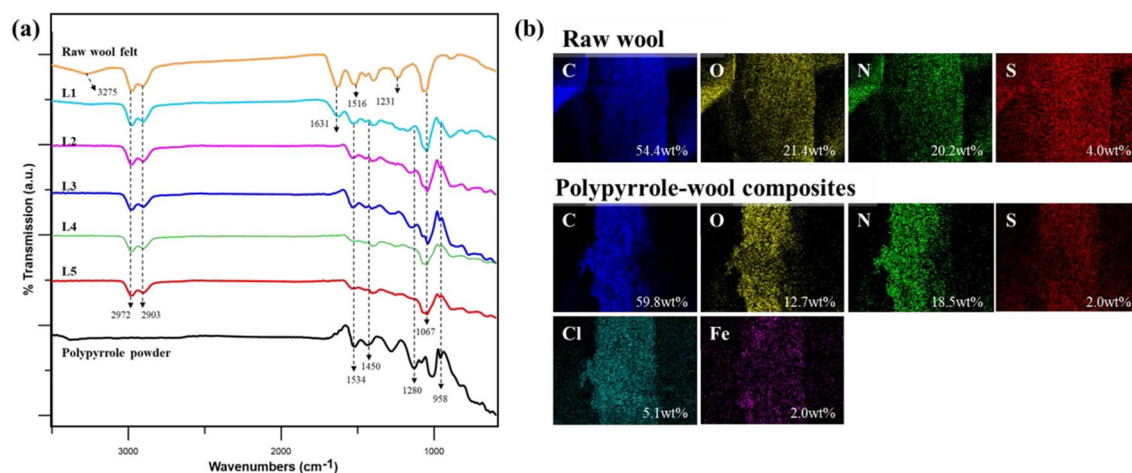 (a)
Raw wool felt
3275
L1
1516
1231
1631
L2
L3
L4
L5
2972
2903
1067
Polypyrrole powder
1534
1450
1280
958
% Transmission (a.u.)
3000
2000
1000
Wavenumbers (cm-1)
(b)
Raw wool
C
O
N
S
54.4wt%
21.4wt%
20.2wt%
4.0wt%
Polypyrrole-wool composites
C
O
N
S
59.8wt%
12.7wt%
18.5wt%
2.0wt%
Cl
Fe
5.1wt%
2.0wt%